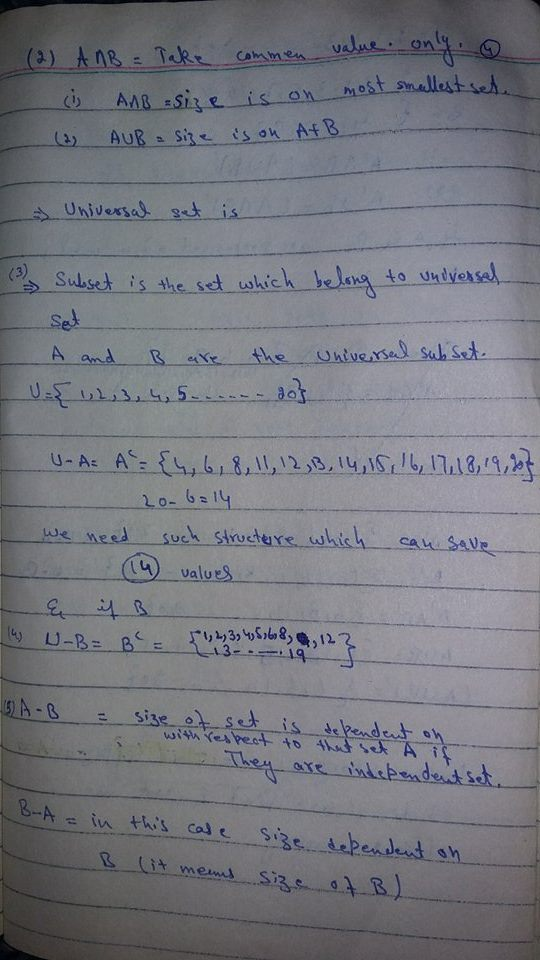 (2) A∩B = Take commen value. only. 4
(i) A∩B = size is on most smallest set.
(2) A∪B = size is on A+B
⇒ Universal set is
(3) ⇒ Subset is the set which belong to universal
set
A and B are the universal subset.
U={ 1,2,3, 4, 5 ------- 20}
U-A= Aᶜ= {4, 6, 8, 11, 12, 13, 14, 15, 16, 17, 18, 19, 20}
20-6=14
we need such structure which can save
14 values
& if B
(4) U-B= Bᶜ= {1,2,3,4,5,6,8, , 12
13 - - - - . 19 }
(5) A-B = size of set is dependent on
with respect to that set A if
They are independent set.
B-A = in this case size dependent on
B (it means size of B)